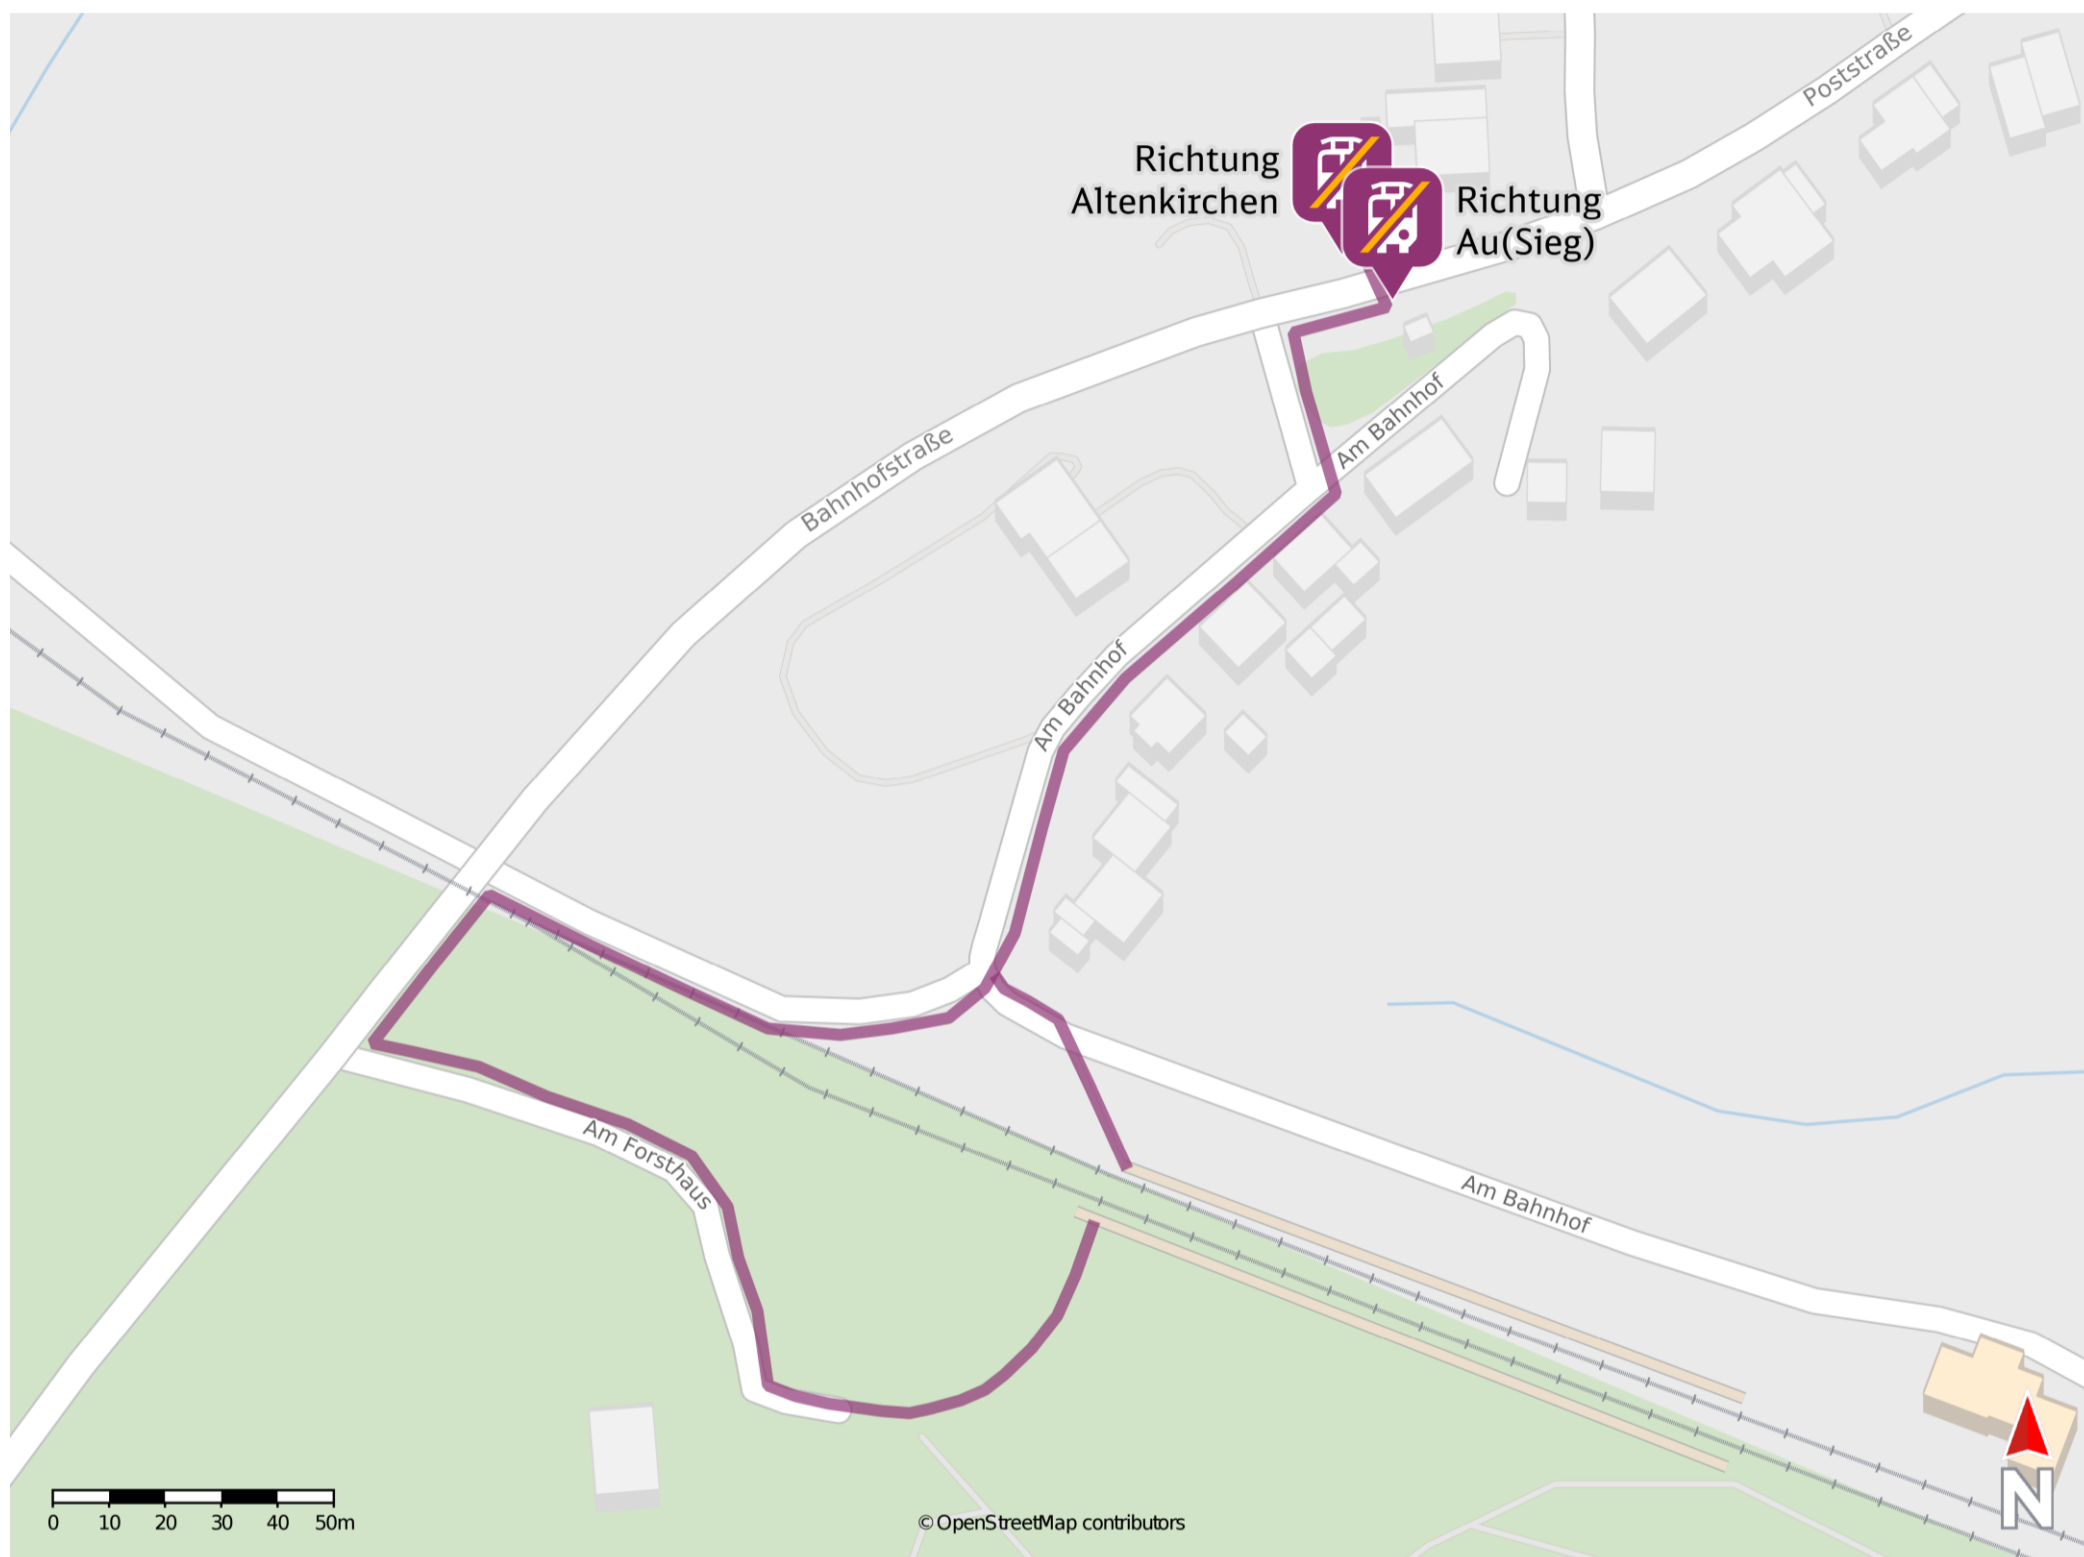 Poststraße
Richtung
Altenkirchen
Richtung
Au(Sieg)
Am Bahnhof
Bahnhofstraße
Am Bahnhof
Am Forsthaus
Am Bahnhof
N
0 10 20 30 40 50m
© OpenStreetMap contributors